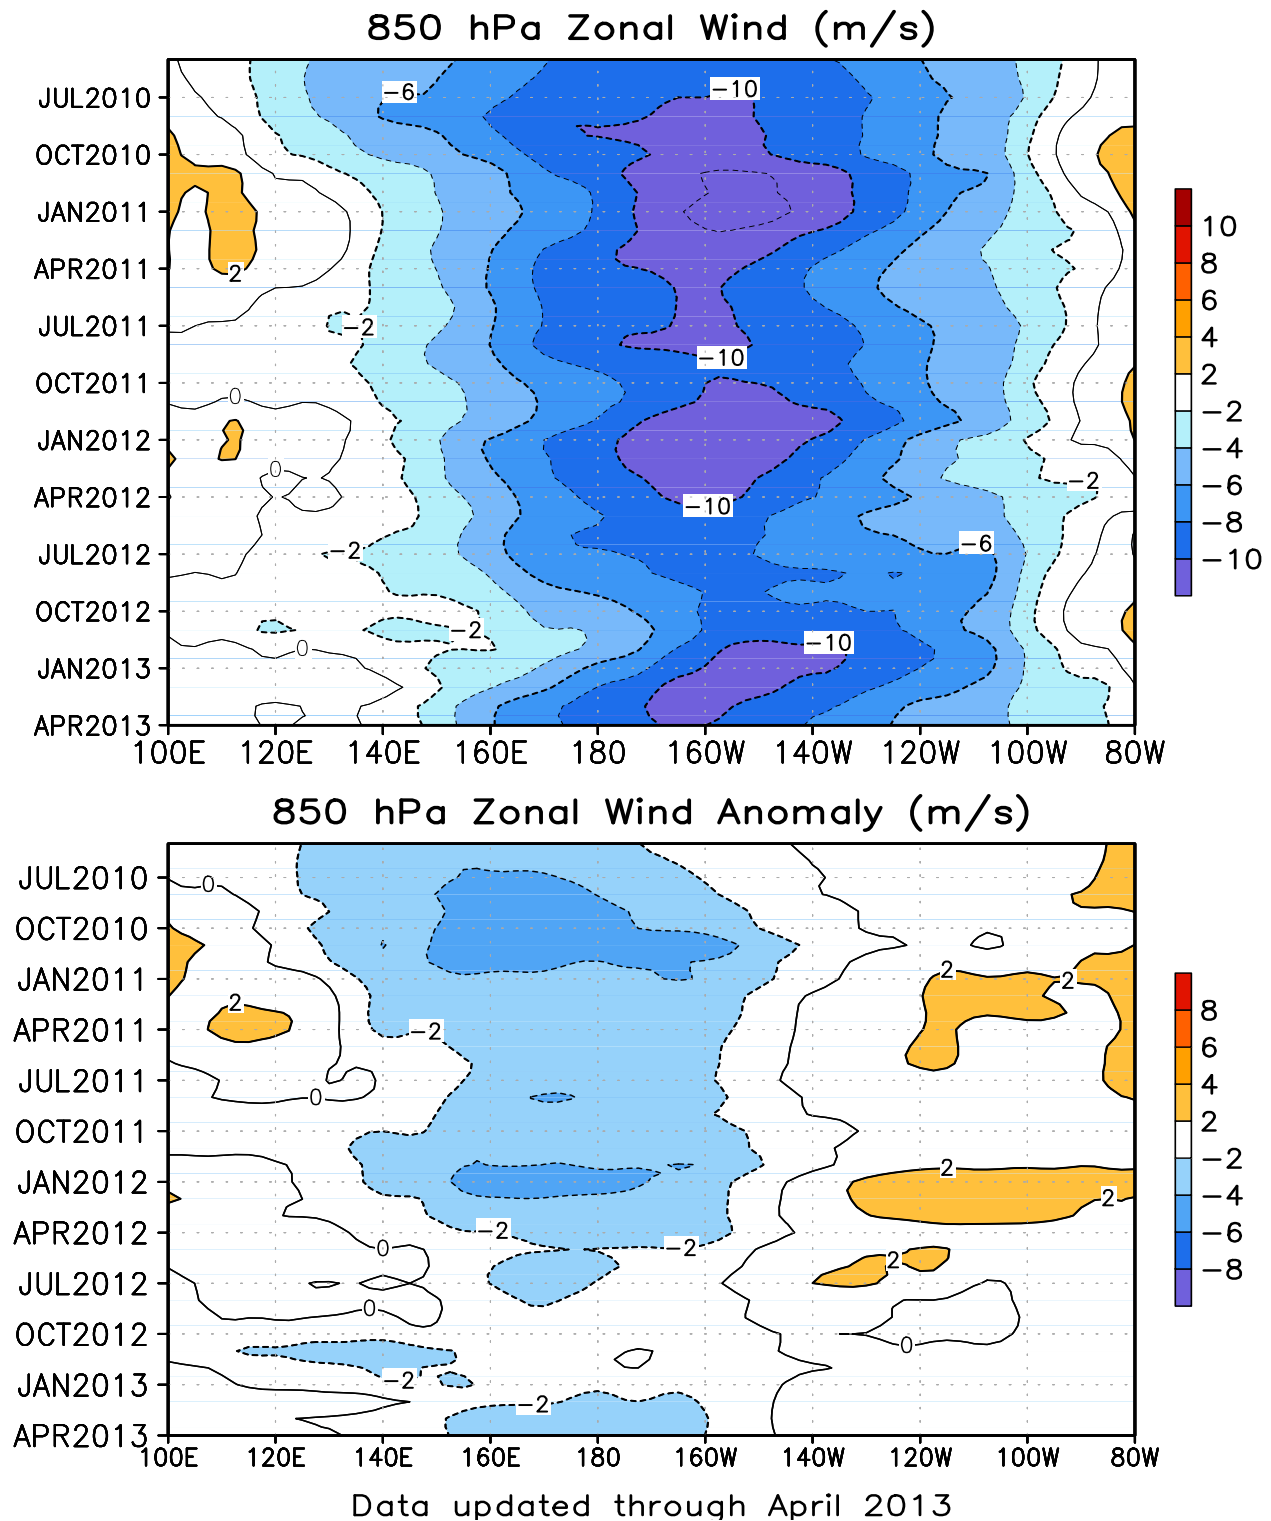 850 hPa Zonal Wind (m/s)
-6
-10
JUL2010
OCT2010
JAN2011
APR2011
2
JUL2011
-2
-10
OCT2011
0
JAN2012
0
-2
APR2012
-10
JUL2012
-2
-6
OCT2012
-2
0
-10
JAN2013
APR2013
100E 120E 140E 160E 180 160W 140W 120W 100W 80W
10
8
6
4
2
-2
-4
-6
-8
-10
850 hPa Zonal Wind Anomaly (m/s)
JUL2010
0
OCT2010
JAN2011
2
2
2
APR2011
-2
JUL2011
0
OCT2011
JAN2012
2
2
APR2012
-2
-2
0
2
JUL2012
0
OCT2012
0
JAN2013
-2
-2
APR2013
100E 120E 140E 160E 180 160W 140W 120W 100W 80W
8
6
4
2
-2
-4
-6
-8
Data updated through April 2013